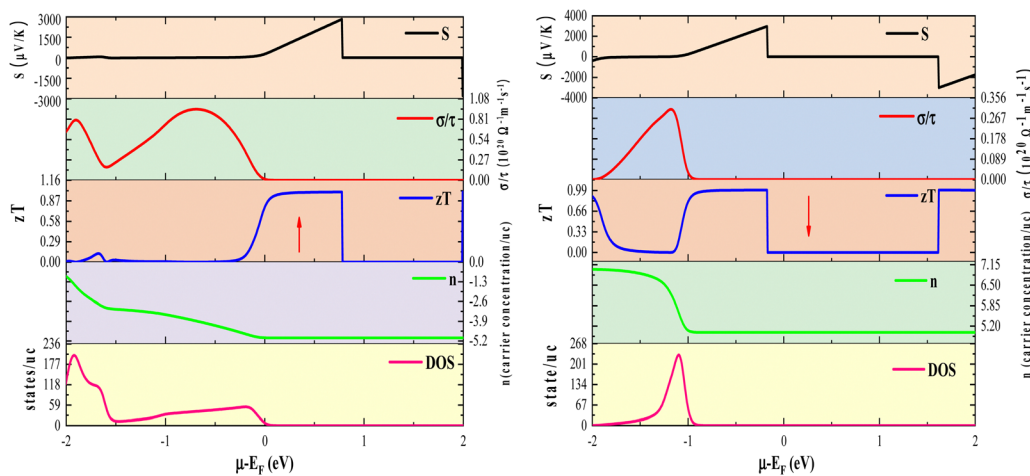 3000
1500
0
-1500
-3000
S (μV/K)
S
1.08
0.81
0.54
0.27
0.00
σ/τ (10²⁰ Ω⁻¹m⁻¹s⁻¹)
σ/τ
1.16
0.87
0.58
0.29
0.00
zT
zT
0.0
-1.3
-2.6
-3.9
-5.2
n(carrier concentration/uc)
n
236
177
118
59
0
states/uc
DOS
-2
-1
0
1
2
μ-E_F (eV)
4000
2000
0
-2000
-4000
S (μV/K)
S
0.356
0.267
0.178
0.089
0.000
σ/τ (10²⁰ Ω⁻¹m⁻¹s⁻¹)
σ/τ
0.99
0.66
0.33
0.00
zT
zT
7.15
6.50
5.85
5.20
n (carrier concentration/uc)
n
268
201
134
67
0
state/uc
DOS
-2
-1
0
1
2
μ-E_F (eV)